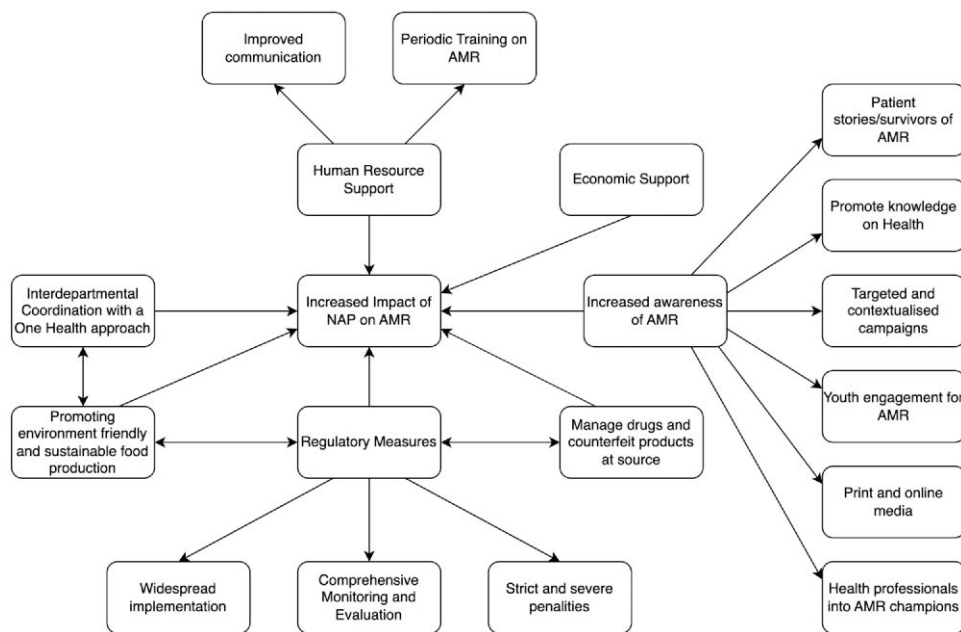 Improved
communication
Periodic Training on
AMR
Patient
stories/survivors of
AMR
Human Resource
Support
Economic Support
Promote knowledge
on Health
Interdepartmental
Coordination with a
One Health approach
Increased Impact of
NAP on AMR
Increased awareness
of AMR
Targeted and
contextualised
campaigns
Promoting
environment friendly
and sustainable food
production
Regulatory Measures
Manage drugs and
counterfeit products
at source
Youth engagement for
AMR
Print and online
media
Widespread
implementation
Comprehensive
Monitoring and
Evaluation
Strict and severe
penalities
Health professionals
into AMR champions